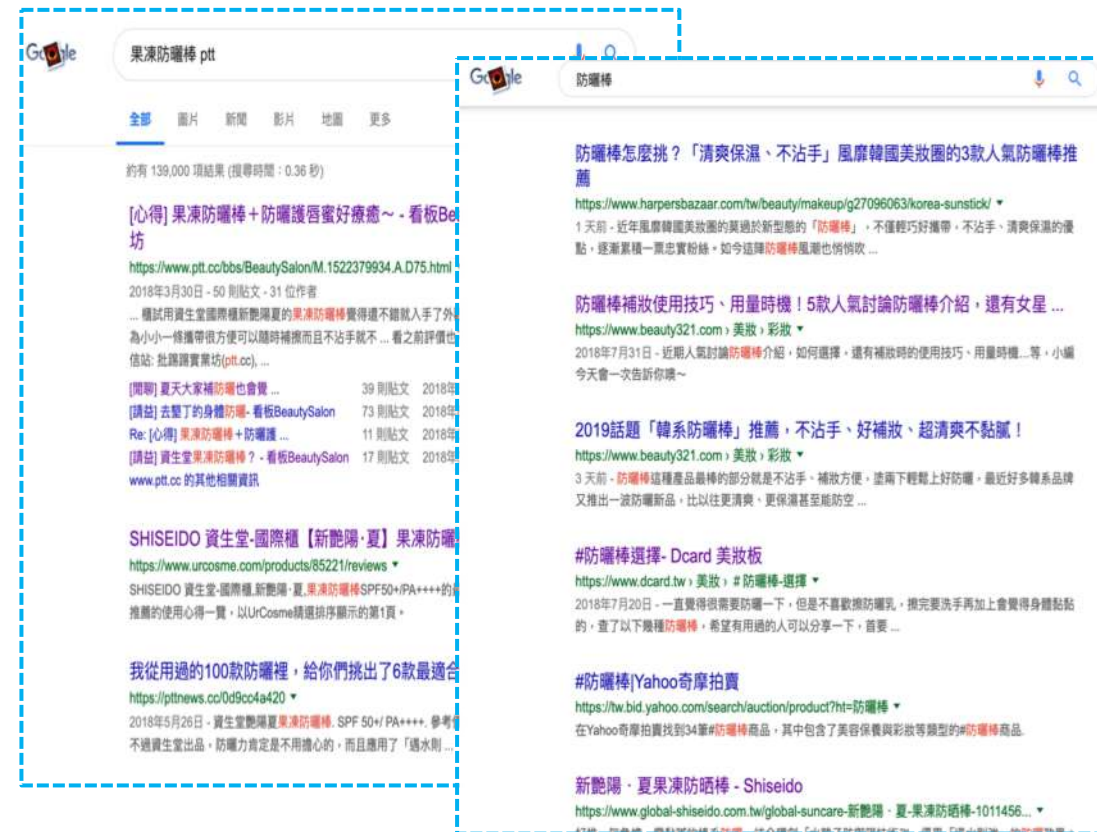 Google
果凍防曬棒 ptt
全部 圖片 新聞 影片 地圖 更多
約有 139,000 項結果 (搜尋時間：0.36 秒)
[心得] 果凍防曬棒＋防曬護唇蜜好療癒～ - 看板Be
坊
https://www.ptt.cc/bbs/BeautySalon/M.1522379934.A.D75.html
2018年3月30日 - 50 則貼文 - 31 位作者
... 櫃試用資生堂國際櫃新艷陽夏的果凍防曬棒覺得還不錯就入手了外
為小小一條攜帶很方便可以隨時補擦而且不沾手就不 ... 看之前評價也
信站: 批踢踢實業坊(ptt.cc), ...
[閒聊] 夏天大家補防曬也會覺 ... 39 則貼文 2018年
[請益] 去墾丁的身體防曬- 看板BeautySalon 73 則貼文 2018年
Re: [心得] 果凍防曬棒＋防曬護 ... 11 則貼文 2018年
[請益] 資生堂果凍防曬棒？ - 看板BeautySalon 17 則貼文 2018年
www.ptt.cc 的其他相關資訊
SHISEIDO 資生堂-國際櫃【新艷陽·夏】果凍防曬
https://www.urcosme.com/products/85221/reviews
SHISEIDO 資生堂-國際櫃,新艷陽·夏,果凍防曬棒SPF50+/PA++++的
推薦的使用心得一覽，以UrCosme精選排序顯示的第1頁。
我從用過的100款防曬裡，給你們挑出了6款最適合
https://pttnews.cc/0d9cc4a420
2018年5月26日 - 資生堂艷陽夏果凍防曬棒. SPF 50+/ PA++++. 參考
不過資生堂出品，防曬力肯定是不用擔心的，而且應用了「遇水則 ...
Google
防曬棒
防曬棒怎麼挑？「清爽保濕、不沾手」風靡韓國美妝圈的3款人氣防曬棒推
薦
https://www.harpersbazaar.com/tw/beauty/makeup/g27096063/korea-sunstick/
1 天前 - 近年風靡韓國美妝圈的莫過於新型態的「防曬棒」，不僅輕巧好攜帶，不沾手、清爽保濕的優
點，逐漸累積一票忠實粉絲。如今這陣防曬棒風潮也悄悄吹 ...
防曬棒補妝使用技巧、用量時機！5款人氣討論防曬棒介紹，還有女星 ...
https://www.beauty321.com › 美妝 › 彩妝
2018年7月31日 - 近期人氣討論防曬棒介紹，如何選擇，還有補妝時的使用技巧、用量時機...等，小編
今天會一次告訴你噢～
2019話題「韓系防曬棒」推薦，不沾手、好補妝、超清爽不黏膩！
https://www.beauty321.com › 美妝 › 彩妝
3 天前 - 防曬棒這種產品最棒的部分就是不沾手、補妝方便，塗兩下輕鬆上好防曬，最近好多韓系品牌
又推出一波防曬新品，比以往更清爽、更保濕甚至能防空 ...
#防曬棒選擇- Dcard 美妝板
https://www.dcard.tw › 美妝 › # 防曬棒-選擇
2018年7月20日 - 一直覺得很需要防曬一下，但是不喜歡擦防曬乳，擦完要洗手再加上會覺得身體黏黏
的，查了以下幾種防曬棒，希望有用過的人可以分享一下，首要 ...
#防曬棒|Yahoo奇摩拍賣
https://tw.bid.yahoo.com/search/auction/product?ht=防曬棒
在Yahoo奇摩拍賣找到34筆#防曬棒商品，其中包含了美容保養與彩妝等類型的#防曬棒商品.
新艷陽．夏果凍防晒棒 - Shiseido
https://www.global-shiseido.com.tw/global-suncare-新艷陽．夏-果凍防晒棒-1011456...